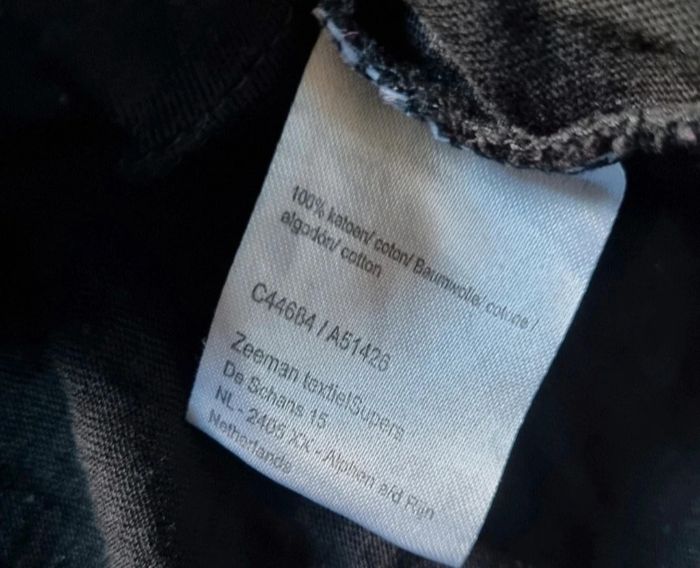 100% katoen/ coton/ Baumwolle/ cotone /
algodón/ cotton
C44684 / A51426
Zeeman textielSupers
De Schans 15
NL - 2405 XX - Alphen a/d Rijn
Netherlands